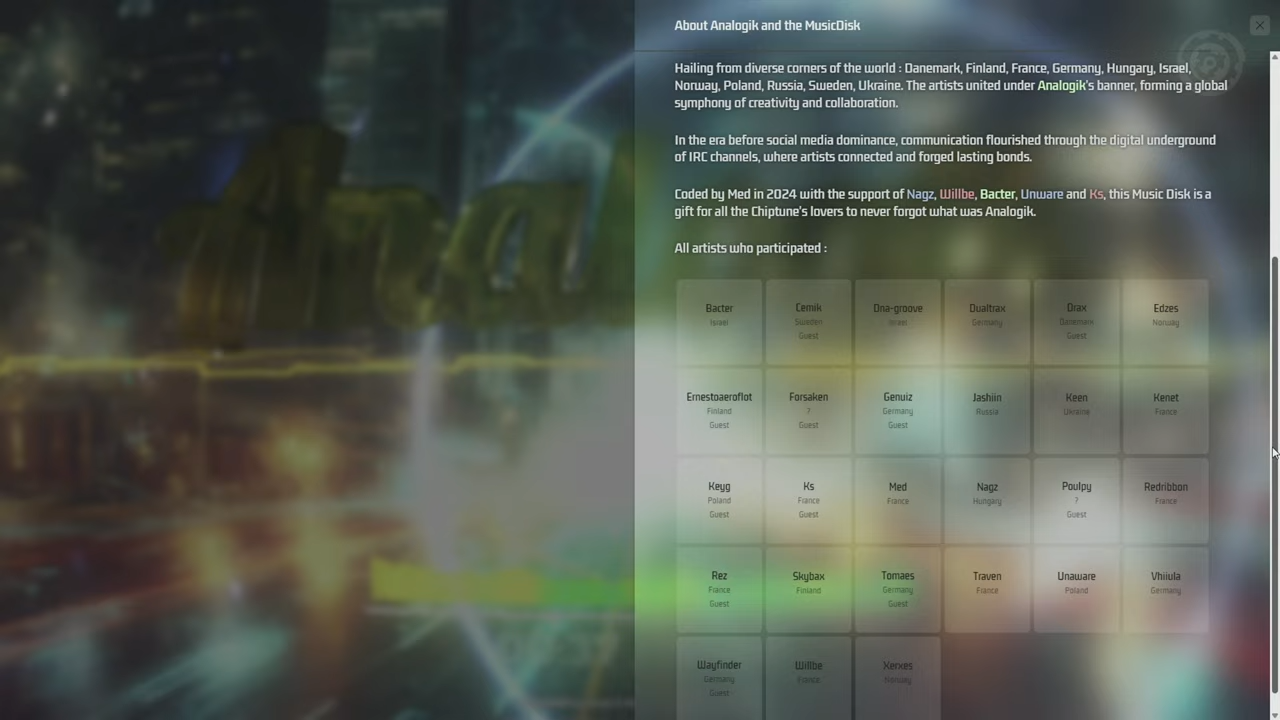 About Analogik and the MusicDisk
Hailing from diverse corners of the world : Danemark, Finland, France, Germany, Hungary, Israel,
Norway, Poland, Russia, Sweden, Ukraine. The artists united under Analogik's banner, forming a global
symphony of creativity and collaboration.
In the era before social media dominance, communication flourished through the digital underground
of IRC channels, where artists connected and forged lasting bonds.
Coded by Med in 2024 with the support of Nagz, Willbe, Bacter, Unware and Ks, this Music Disk is a
gift for all the Chiptune's lovers to never forgot what was Analogik.
All artists who participated :
Bacter
Israel
Cemik
Sweden
Guest
Dna-groove
Israel
Dualtrax
Germany
Drax
Danemark
Guest
Edzes
Norway
Ernestoaeroflot
Finland
Guest
Forsaken
?
Guest
Genuiz
Germany
Guest
Jashiin
Russia
Keen
Ukraine
Kenet
France
Keyg
Poland
Guest
Ks
France
Guest
Med
France
Nagz
Hungary
Poulpy
?
Guest
Redribbon
France
Rez
France
Guest
Skybax
Finland
Tomaes
Germany
Guest
Traven
France
Unaware
Poland
Vhiiula
Germany
Wayfinder
Germany
Guest
Willbe
France
Xerxes
Norway